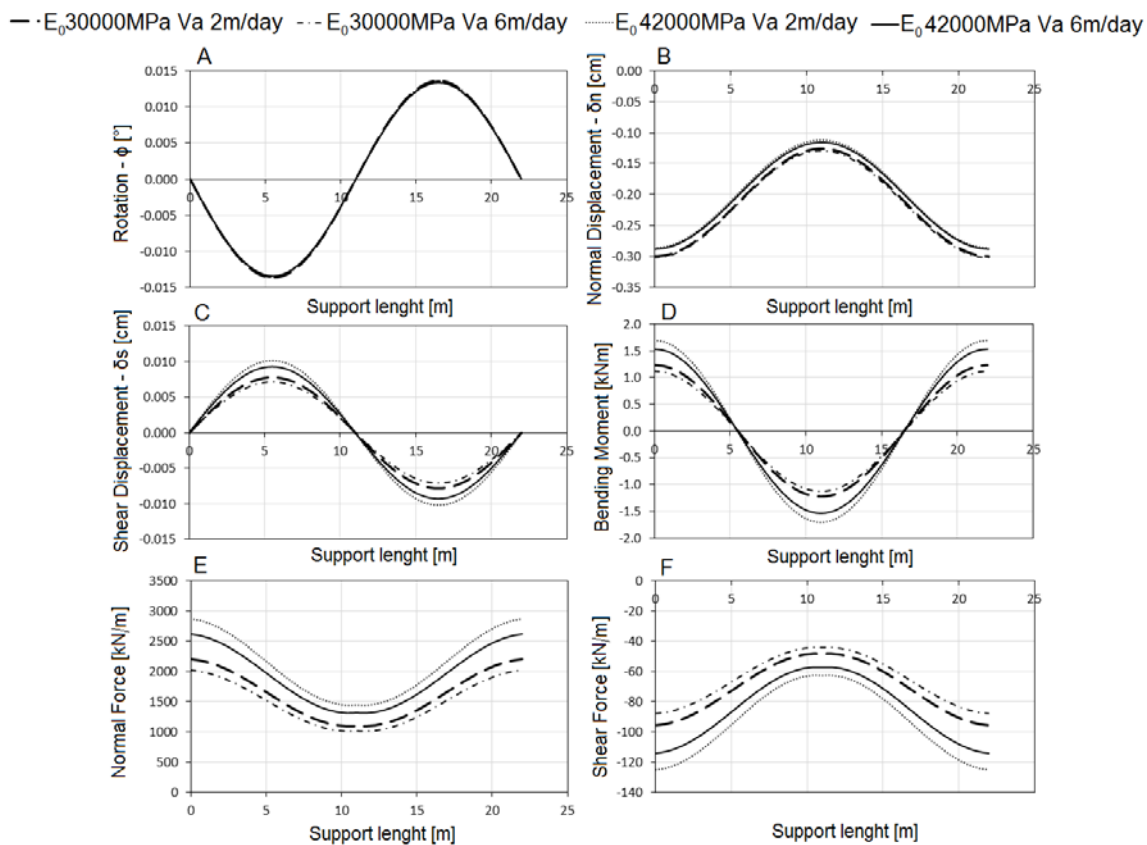 E₀30000MPa Va 2m/day E₀30000MPa Va 6m/day E₀42000MPa Va 2m/day E₀42000MPa Va 6m/day
A
Rotation - ϕ [°]
0.015
0.010
0.005
0.000
-0.005
-0.010
-0.015
0 5 10 15 20 25
Support lenght [m]
B
Normal Displacement - δn [cm]
0.00
-0.05
-0.10
-0.15
-0.20
-0.25
-0.30
-0.35
0 5 10 15 20 25
Support lenght [m]
C
Shear Displacement - δs [cm]
0.015
0.010
0.005
0.000
-0.005
-0.010
-0.015
0 5 10 15 20 25
Support lenght [m]
D
Bending Moment [kNm]
2.0
1.5
1.0
0.5
0.0
-0.5
-1.0
-1.5
-2.0
0 5 10 15 20 25
Support lenght [m]
E
Normal Force [kN/m]
3500
3000
2500
2000
1500
1000
500
0
0 5 10 15 20 25
Support lenght [m]
F
Shear Force [kN/m]
0
-20
-40
-60
-80
-100
-120
-140
0 5 10 15 20 25
Support lenght [m]